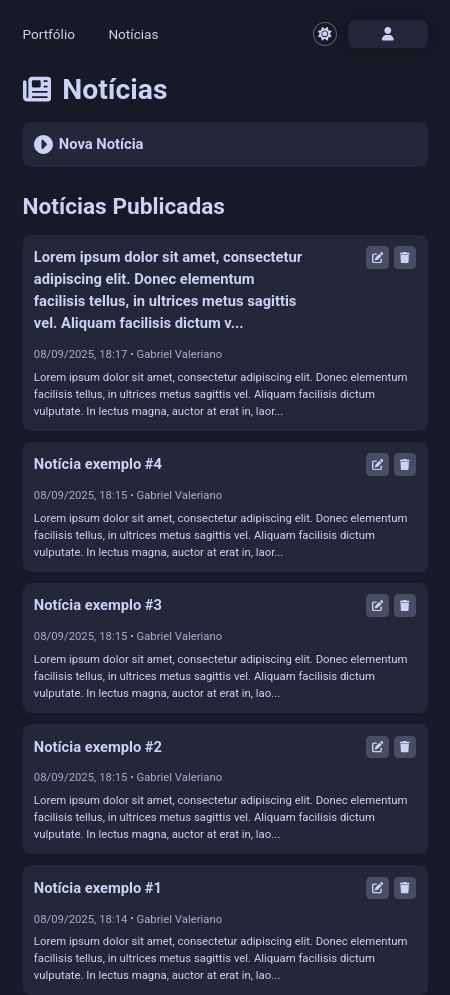 Portfólio Notícias
Notícias
Nova Notícia
Notícias Publicadas
Lorem ipsum dolor sit amet, consectetur
adipiscing elit. Donec elementum
facilisis tellus, in ultrices metus sagittis
vel. Aliquam facilisis dictum v...
08/09/2025, 18:17 • Gabriel Valeriano
Lorem ipsum dolor sit amet, consectetur adipiscing elit. Donec elementum
facilisis tellus, in ultrices metus sagittis vel. Aliquam facilisis dictum
vulputate. In lectus magna, auctor at erat in, laor...
Notícia exemplo #4
08/09/2025, 18:15 • Gabriel Valeriano
Lorem ipsum dolor sit amet, consectetur adipiscing elit. Donec elementum
facilisis tellus, in ultrices metus sagittis vel. Aliquam facilisis dictum
vulputate. In lectus magna, auctor at erat in, laor...
Notícia exemplo #3
08/09/2025, 18:15 • Gabriel Valeriano
Lorem ipsum dolor sit amet, consectetur adipiscing elit. Donec elementum
facilisis tellus, in ultrices metus sagittis vel. Aliquam facilisis dictum
vulputate. In lectus magna, auctor at erat in, lao...
Notícia exemplo #2
08/09/2025, 18:15 • Gabriel Valeriano
Lorem ipsum dolor sit amet, consectetur adipiscing elit. Donec elementum
facilisis tellus, in ultrices metus sagittis vel. Aliquam facilisis dictum
vulputate. In lectus magna, auctor at erat in, lao...
Notícia exemplo #1
08/09/2025, 18:14 • Gabriel Valeriano
Lorem ipsum dolor sit amet, consectetur adipiscing elit. Donec elementum
facilisis tellus, in ultrices metus sagittis vel. Aliquam facilisis dictum
vulputate. In lectus magna, auctor at erat in, lao...